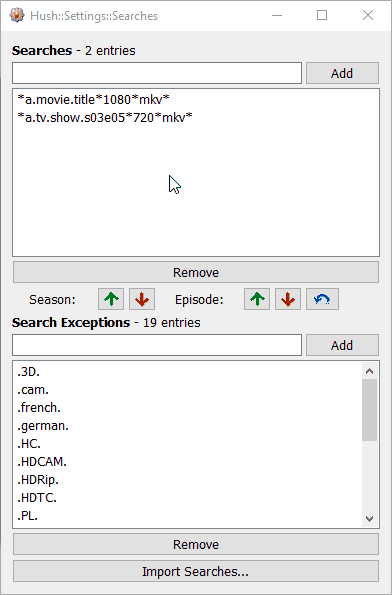 Hush::Settings::Searches
Searches - 2 entries
Add
*a.movie.title*1080*mkv*
*a.tv.show.s03e05*720*mkv*
Remove
Season: Episode:
Search Exceptions - 19 entries
Add
.3D.
.cam.
.french.
.german.
.HC.
.HDCAM.
.HDRip.
.HDTC.
.PL.
Remove
Import Searches...